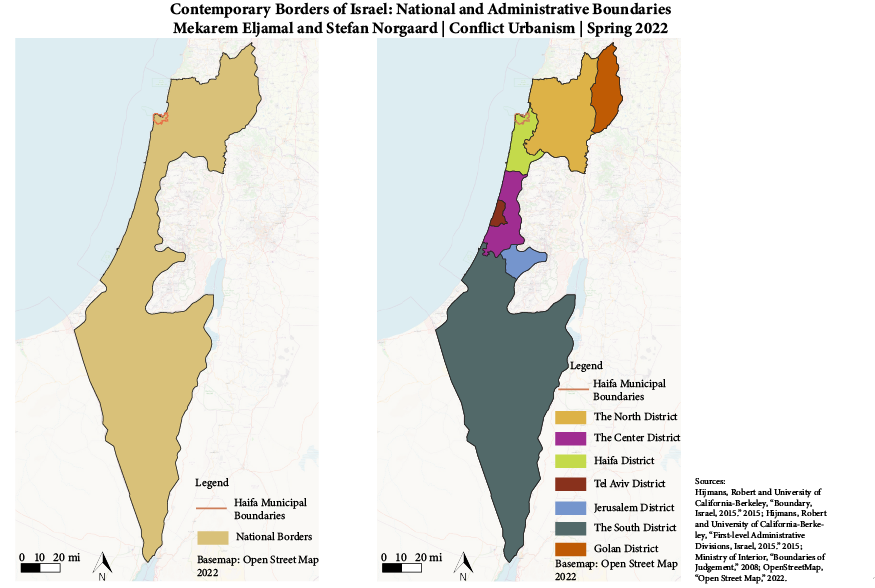 Contemporary Borders of Israel: National and Administrative Boundaries
Mekarem Eljamal and Stefan Norgaard | Conflict Urbanism | Spring 2022
Legend
Haifa Municipal
Boundaries
National Borders
Basemap: Open Street Map
2022
0 10 20 mi
N
Legend
Haifa Municipal
Boundaries
The North District
The Center District
Haifa District
Tel Aviv District
Jerusalem District
The South District
Golan District
Basemap: Open Street Map
2022
0 10 20 mi
N
Sources:
Hijmans, Robert and University of
California-Berkeley, “Boundary,
Israel, 2015.” 2015; Hijmans, Robert
and University of California-Berke-
ley, “First-level Administrative
Divisions, Israel, 2015.” 2015;
Ministry of Interior, “Boundaries of
Judgement,” 2008; OpenStreetMap,
“Open Street Map,” 2022.